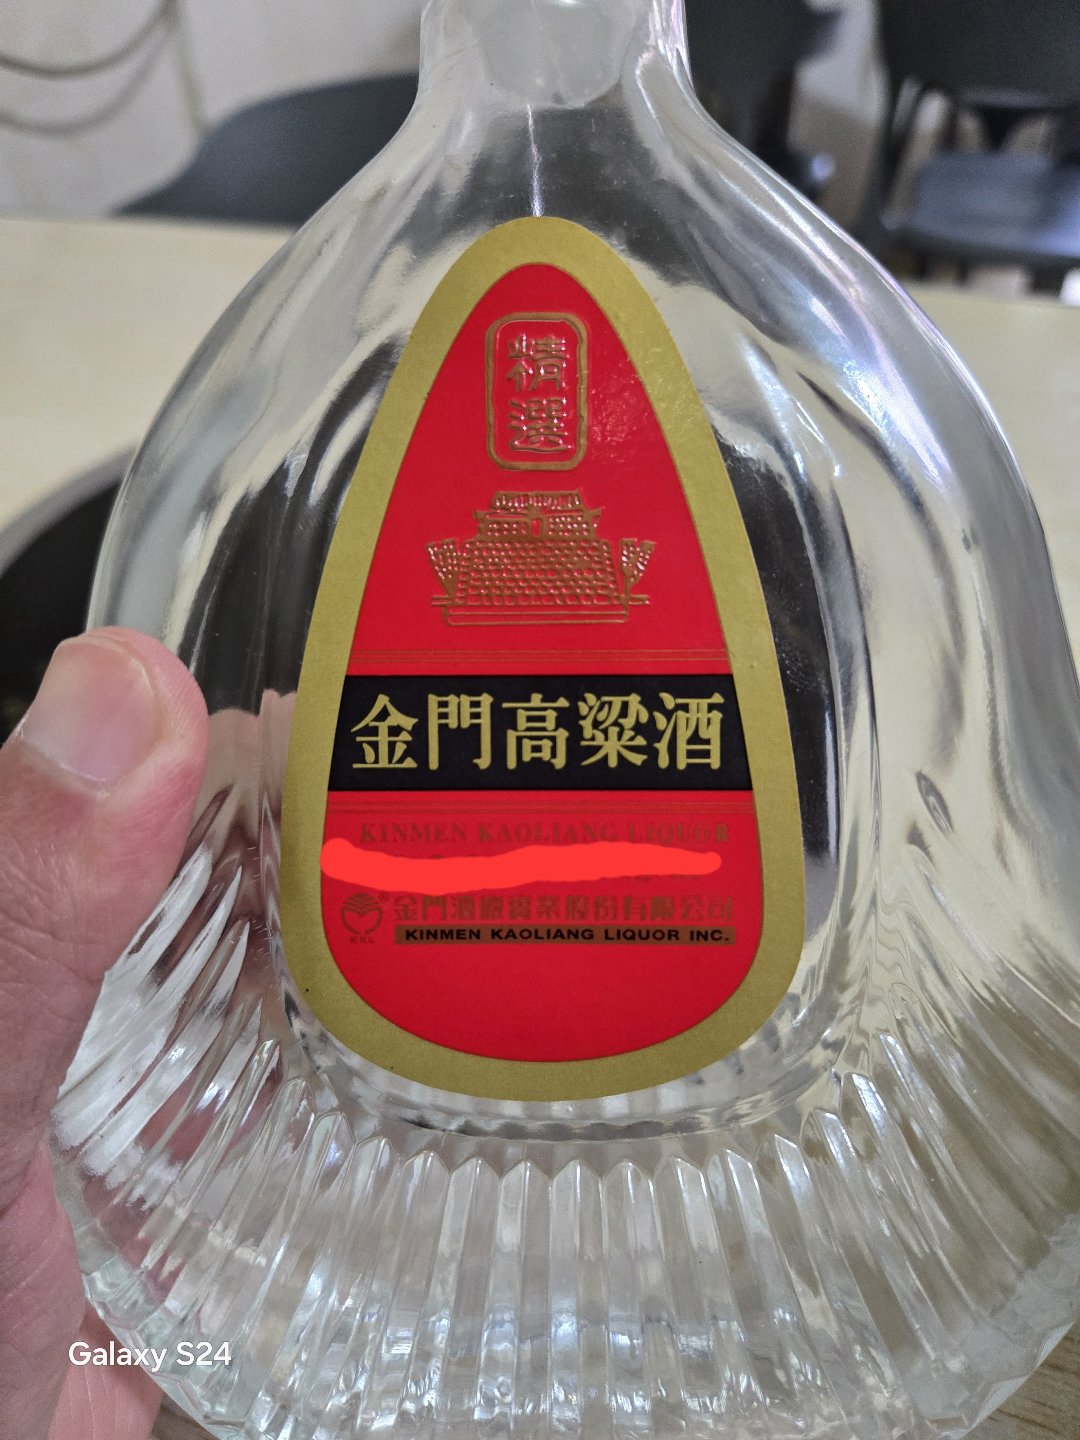 精選
金門高粱酒
KINMEN KAOLIANG LIQUOR
金門酒廠實業股份有限公司
KKL
KINMEN KAOLIANG LIQUOR INC.
Galaxy S24